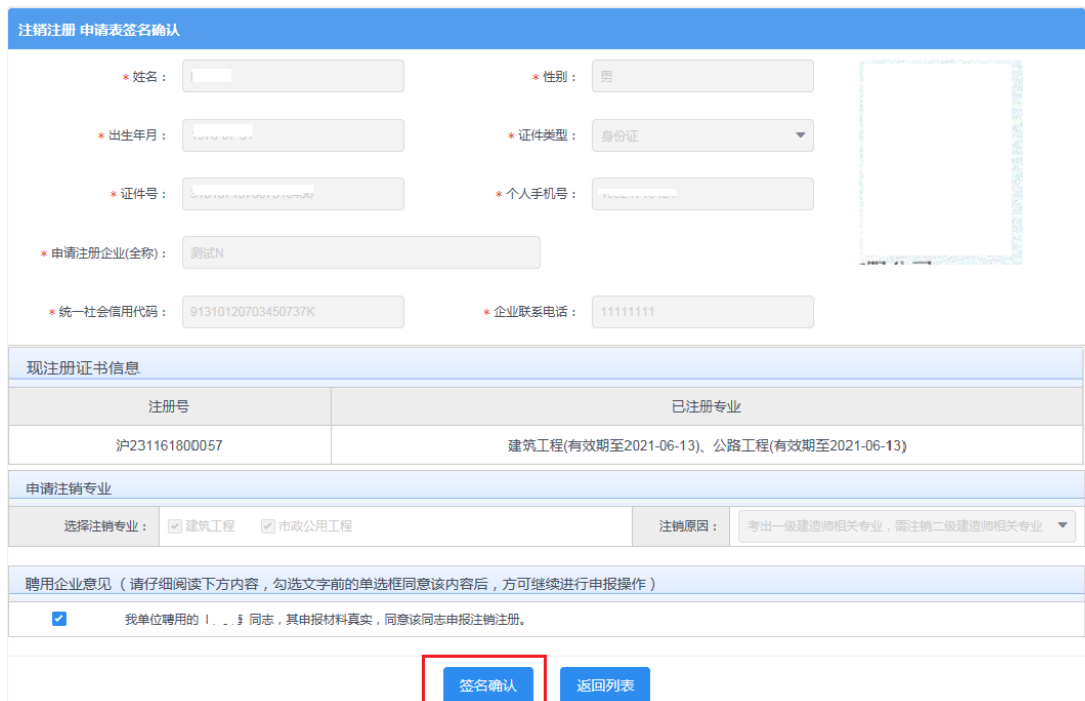 注销注册 申请表签名确认
* 姓名： * 性别： 男
* 出生年月： * 证件类型： 身份证
* 证件号： * 个人手机号：
* 申请注册企业(全称)： 测试N
* 统一社会信用代码： 91310120703450737K * 企业联系电话： 11111111
现注册证书信息
注册号 已注册专业
沪231161800057 建筑工程(有效期至2021-06-13)、公路工程(有效期至2021-06-13)
申请注销专业
选择注销专业： 建筑工程 市政公用工程 注销原因： 考出一级建造师相关专业，需注销二级建造师相关专业
聘用企业意见（请仔细阅读下方内容，勾选文字前的单选框同意该内容后，方可继续进行申报操作）
我单位聘用的 同志，其申报材料真实，同意该同志申报注销注册。
签名确认 返回列表